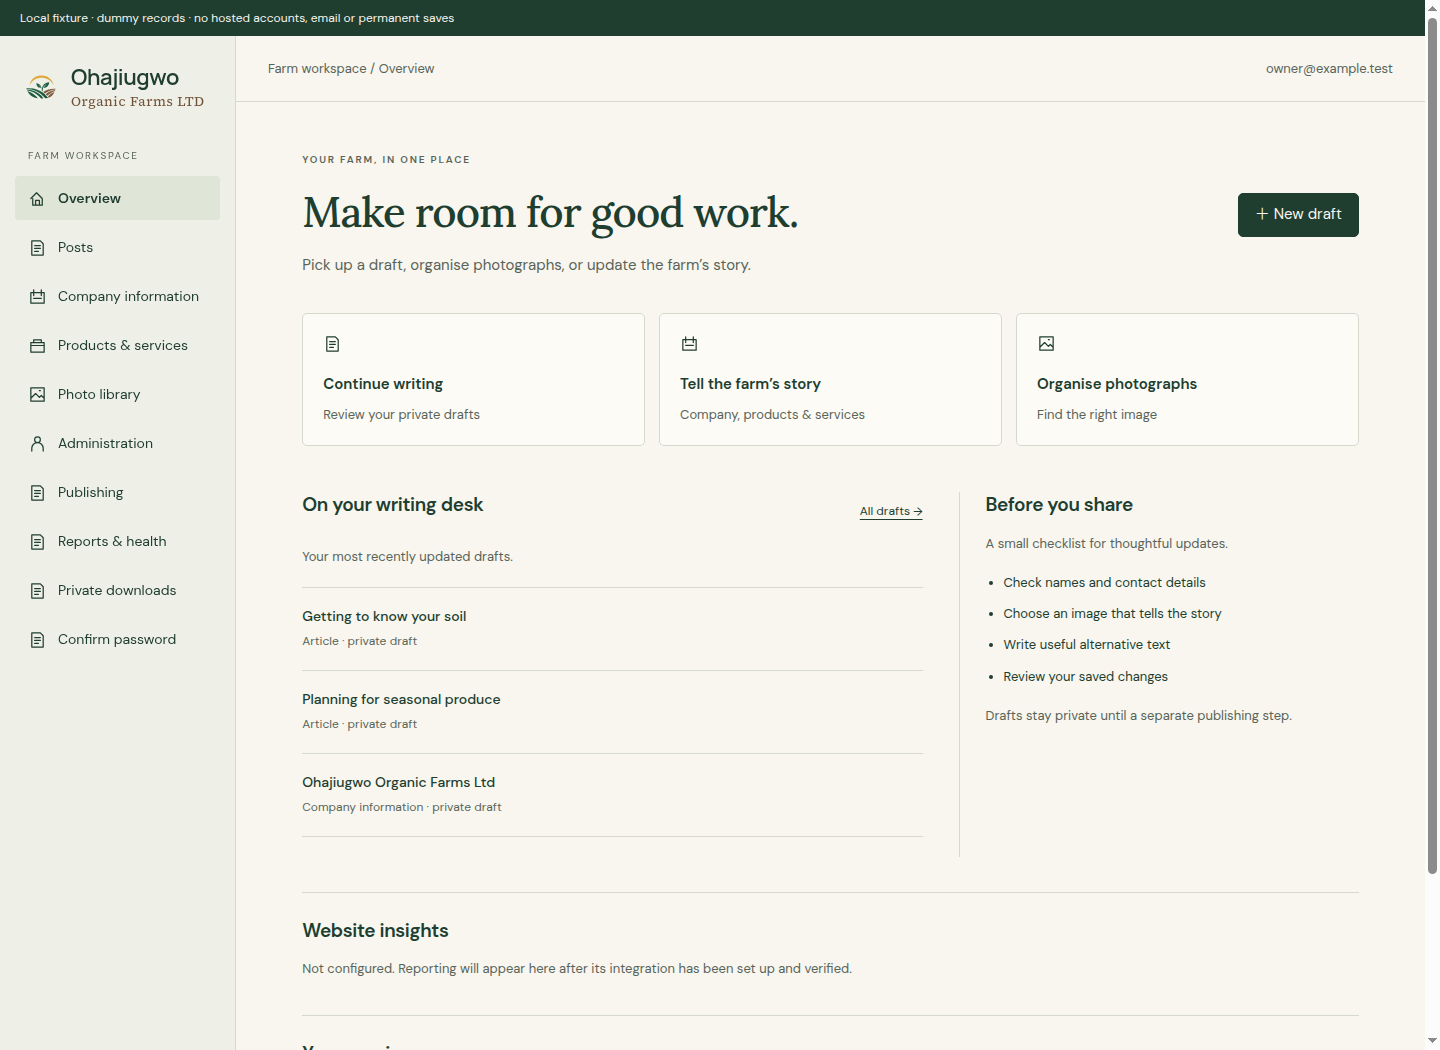 Local fixture · dummy records · no hosted accounts, email or permanent saves
Ohajiugwo
Organic Farms LTD
FARM WORKSPACE
Overview
Posts
Company information
Products & services
Photo library
Administration
Publishing
Reports & health
Private downloads
Confirm password
Farm workspace / Overview
owner@example.test
YOUR FARM, IN ONE PLACE
Make room for good work.
+ New draft
Pick up a draft, organise photographs, or update the farm’s story.
Continue writing
Review your private drafts
Tell the farm’s story
Company, products & services
Organise photographs
Find the right image
On your writing desk
All drafts →
Your most recently updated drafts.
Getting to know your soil
Article · private draft
Planning for seasonal produce
Article · private draft
Ohajiugwo Organic Farms Ltd
Company information · private draft
Before you share
A small checklist for thoughtful updates.
• Check names and contact details
• Choose an image that tells the story
• Write useful alternative text
• Review your saved changes
Drafts stay private until a separate publishing step.
Website insights
Not configured. Reporting will appear here after its integration has been set up and verified.